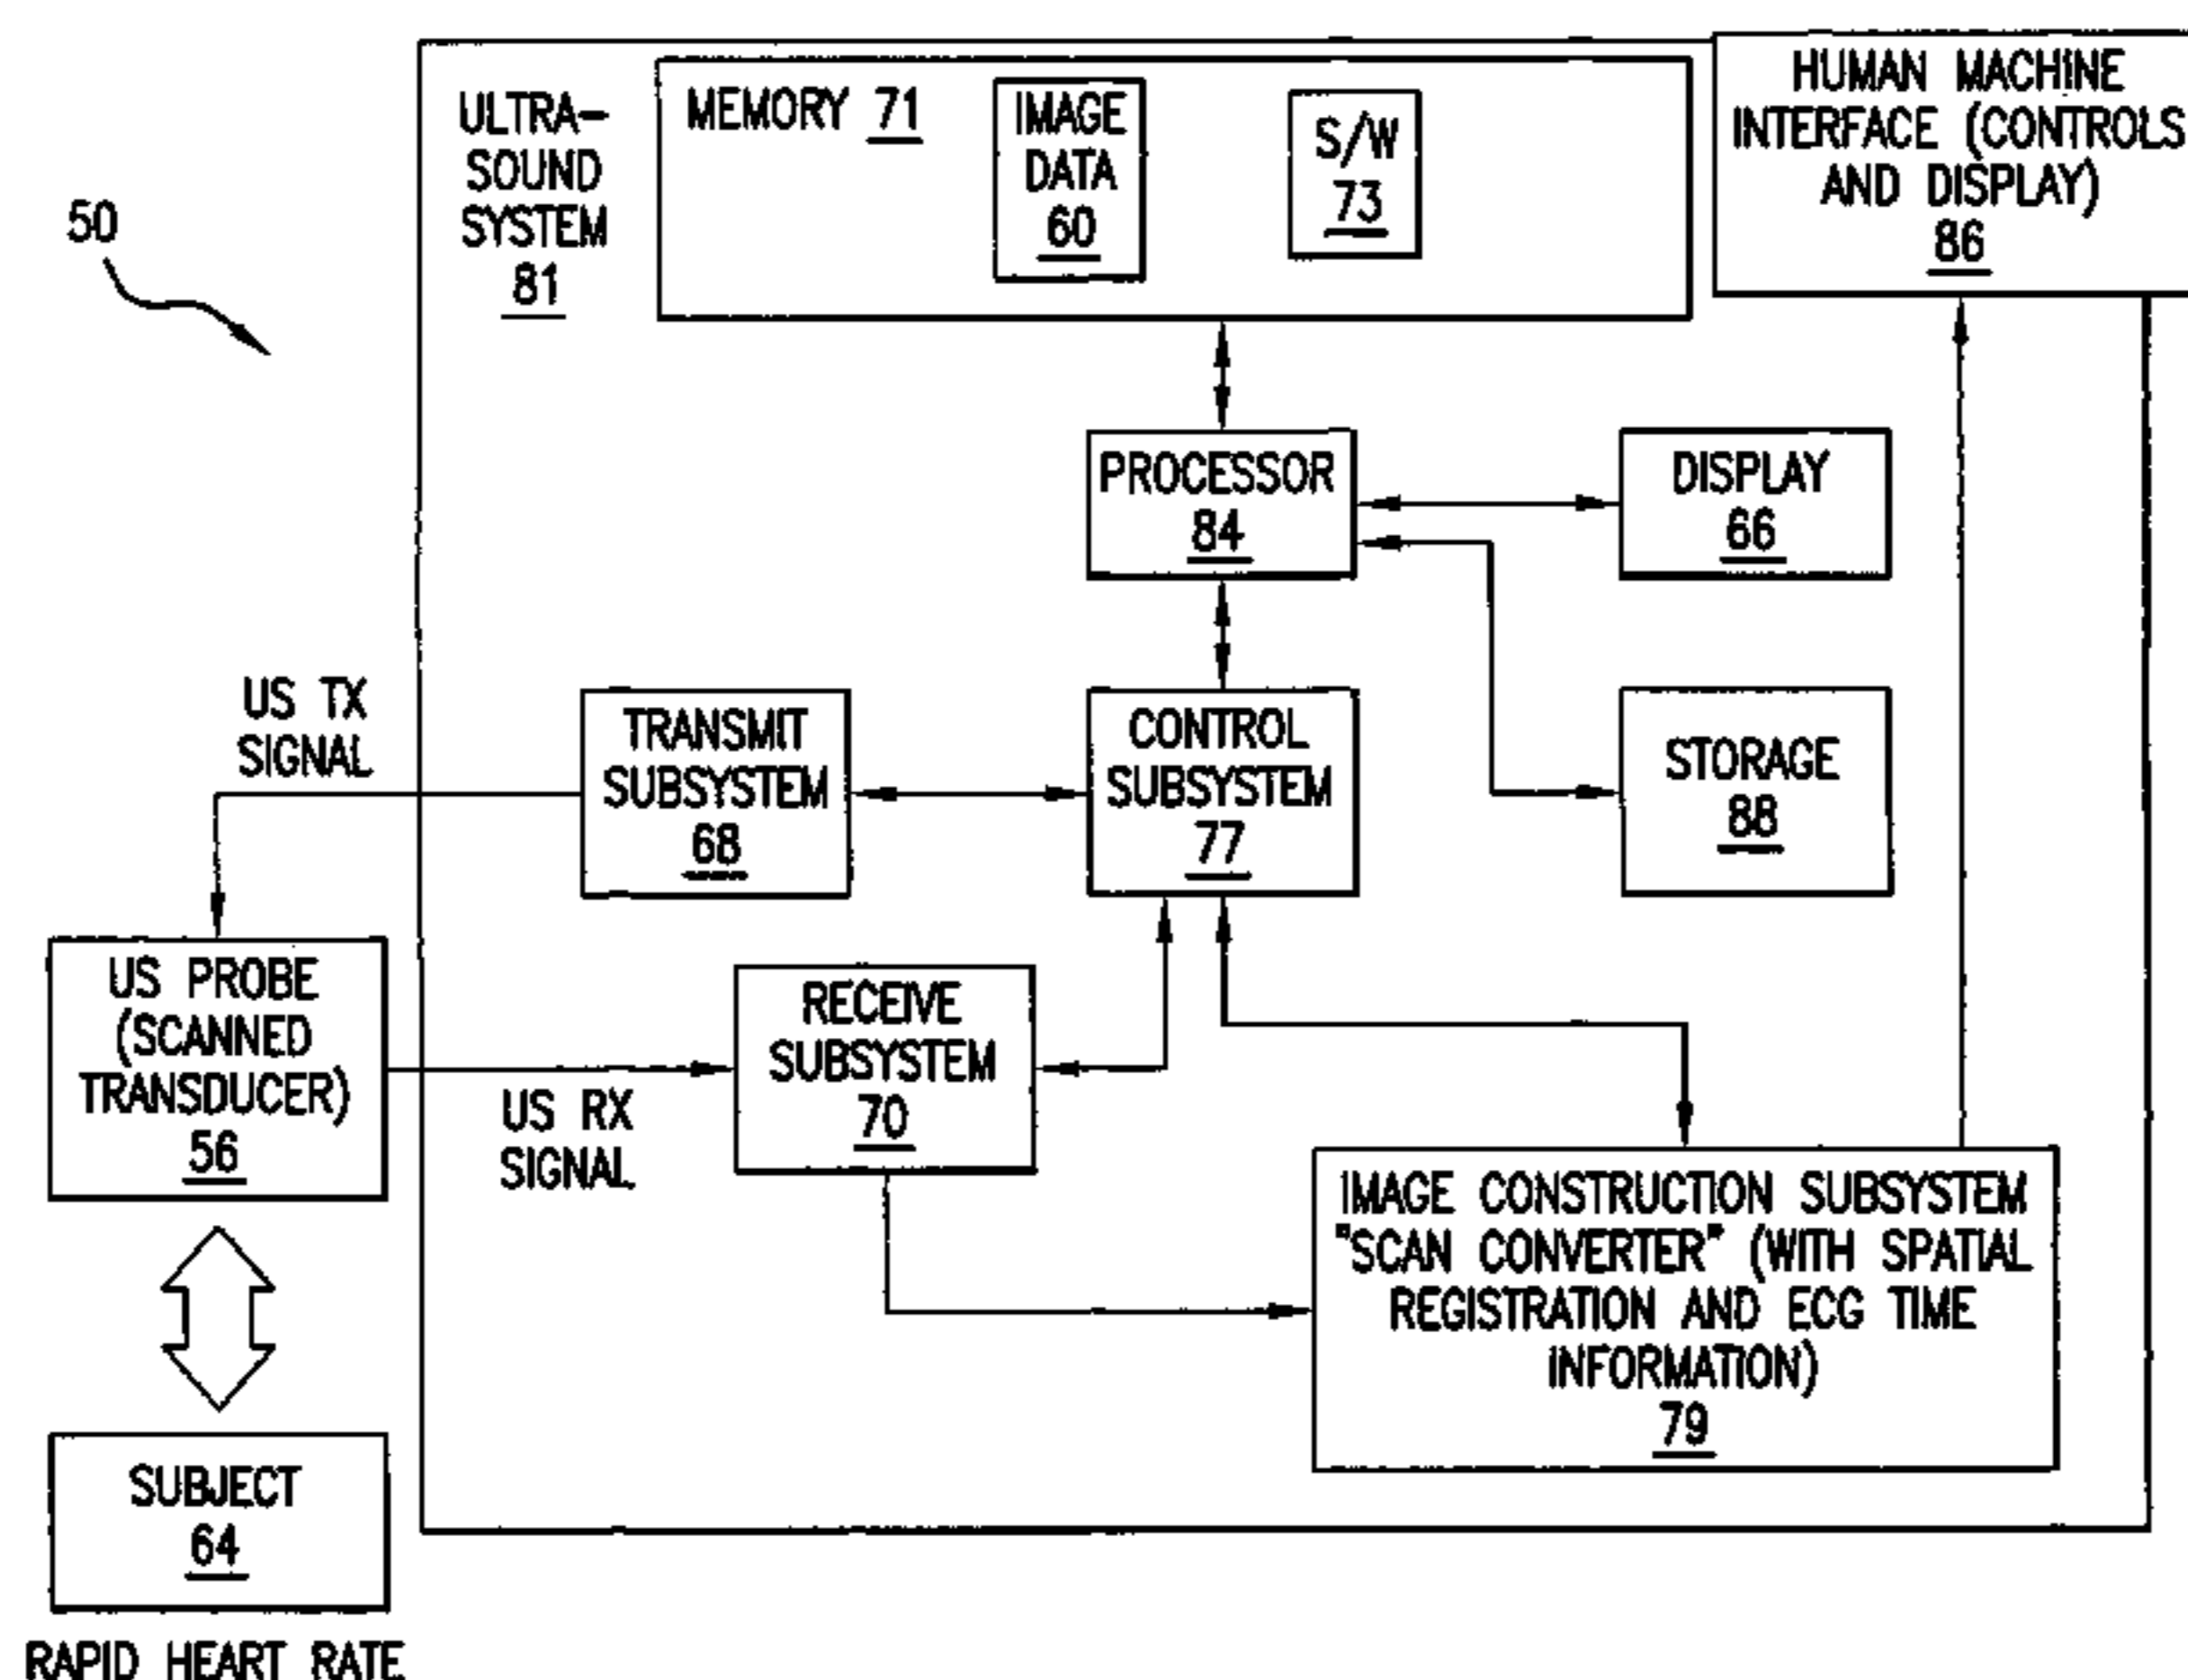 50
ULTRA-
SOUND
SYSTEM
81
MEMORY 71
IMAGE
DATA
60
S/W
73
HUMAN MACHINE
INTERFACE (CONTROLS
AND DISPLAY)
86
PROCESSOR
84
DISPLAY
66
US TX
SIGNAL
TRANSMIT
SUBSYSTEM
68
CONTROL
SUBSYSTEM
77
STORAGE
88
US PROBE
(SCANNED
TRANSDUCER)
56
US RX
SIGNAL
RECEIVE
SUBSYSTEM
70
IMAGE CONSTRUCTION SUBSYSTEM
"SCAN CONVERTER" (WITH SPATIAL
REGISTRATION AND ECG TIME
INFORMATION)
79
SUBJECT
64
RAPID HEART RATE